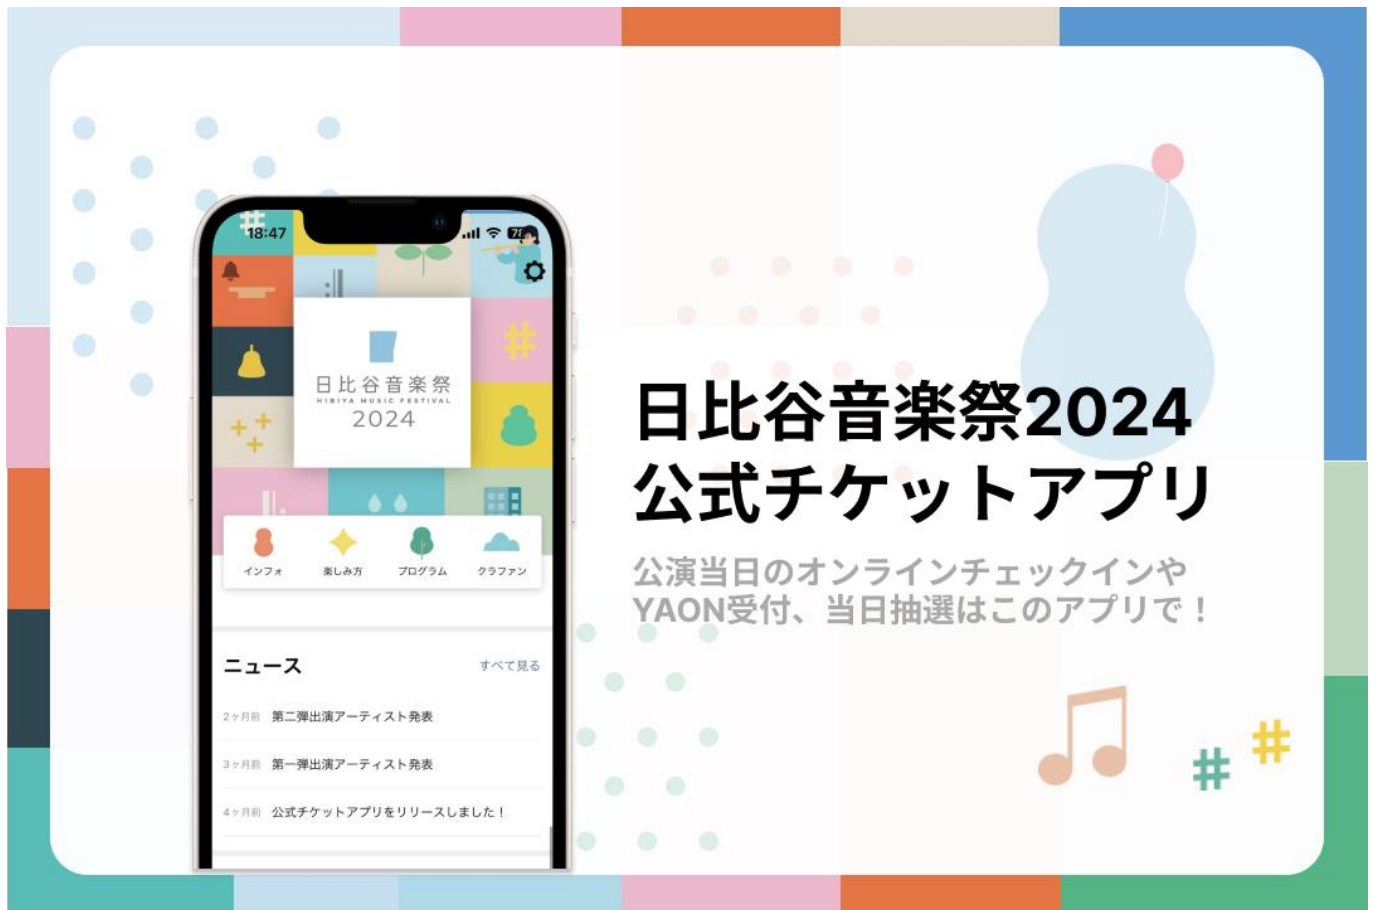 18:47
日比谷音楽祭
HIBIYA MUSIC FESTIVAL
2024
インフォ
楽しみ方
プログラム
クラファン
ニュース
すべて見る
2ヶ月前 第二弾出演アーティスト発表
3ヶ月前 第一弾出演アーティスト発表
4ヶ月前 公式チケットアプリをリリースしました！
日比谷音楽祭2024
公式チケットアプリ
公演当日のオンラインチェックインや
YAON受付、当日抽選はこのアプリで！